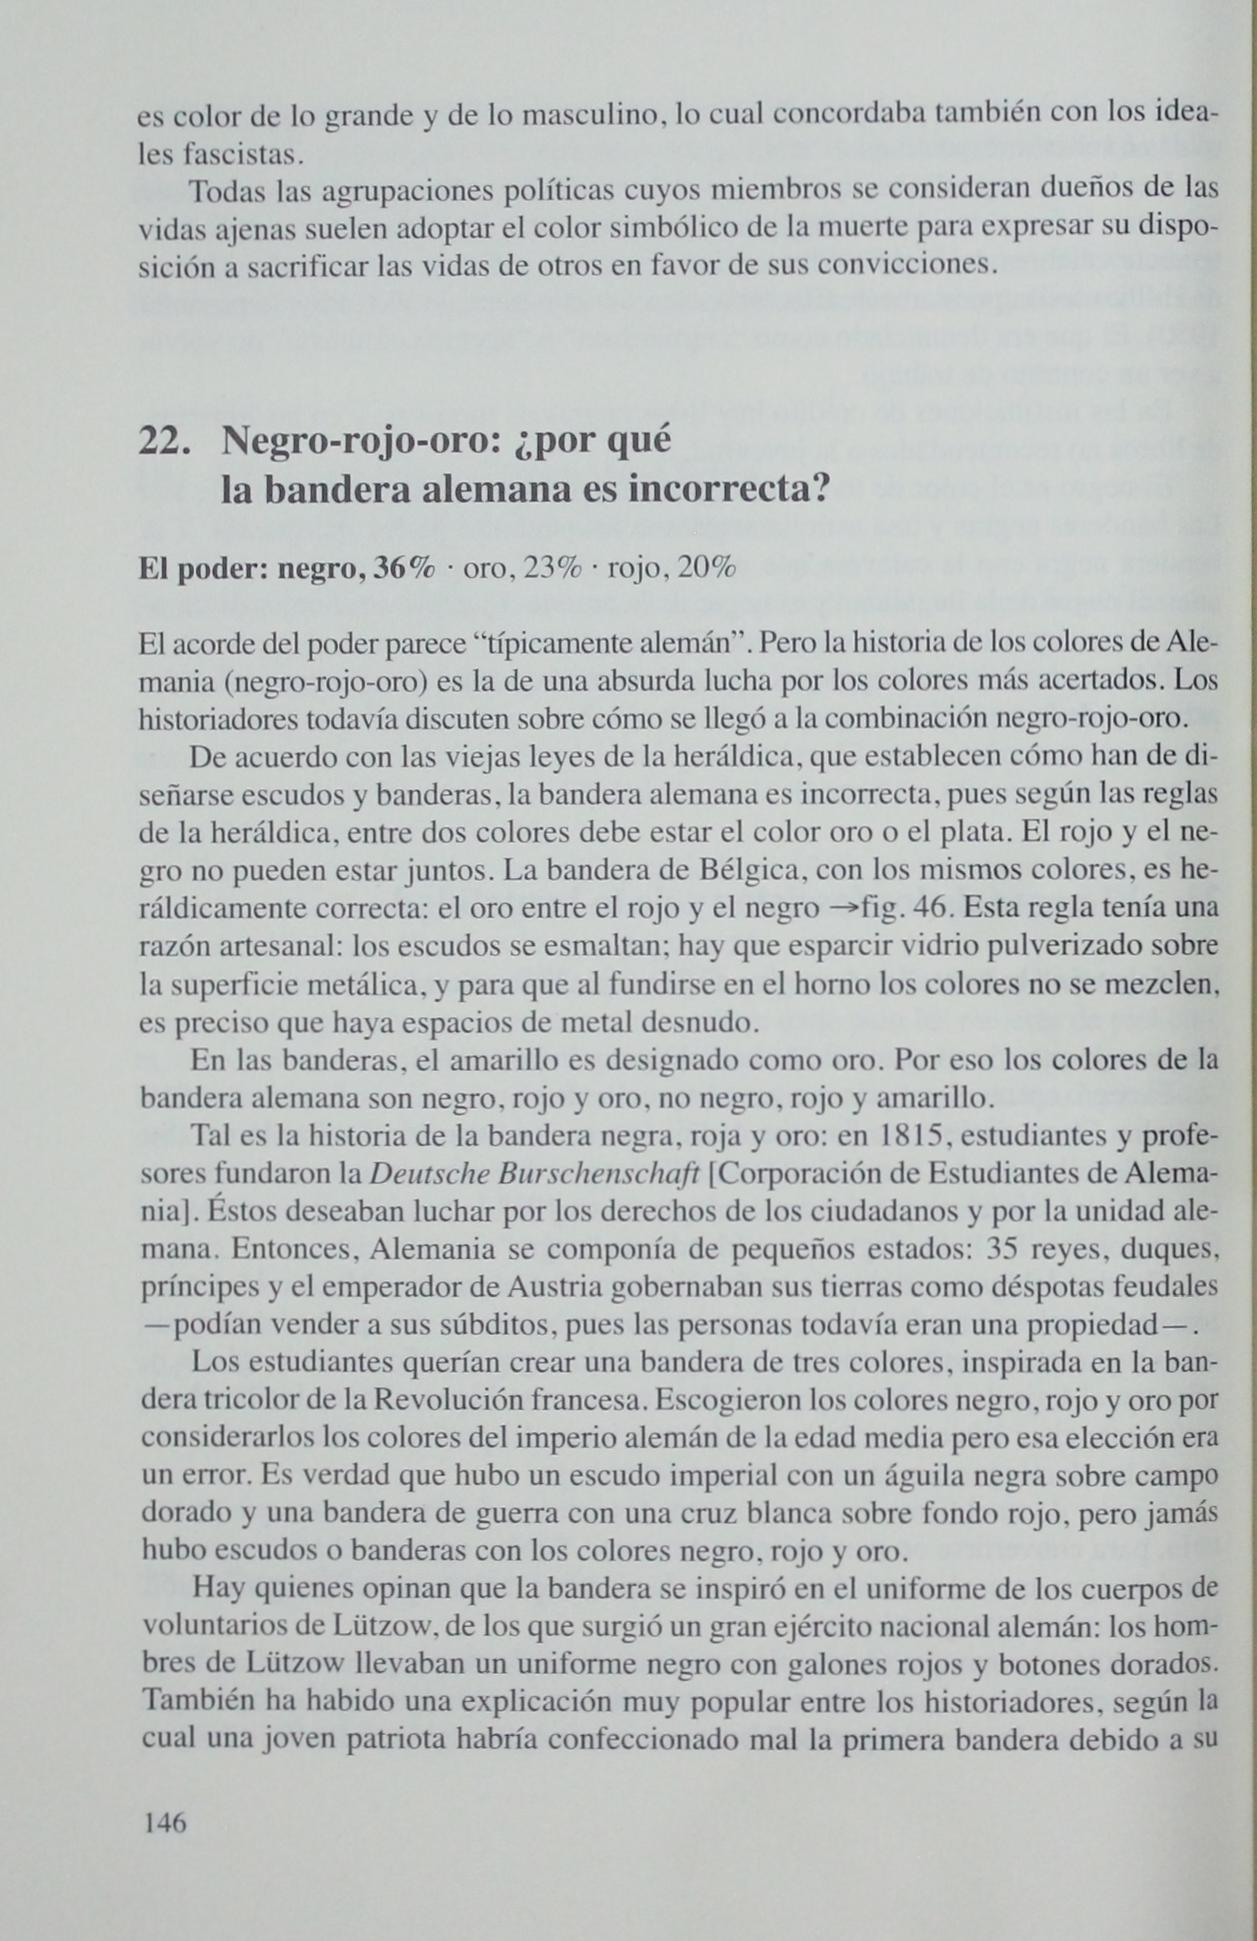 es color de lo grande y de lo masculino, lo cual concordaba también con los idea-
les fascistas.
Todas las agrupaciones políticas cuyos miembros se consideran dueños de las
vidas ajenas suelen adoptar el color simbólico de la muerte para expresar su dispo-
sición a sacrificar las vidas de otros en favor de sus convicciones.
22. Negro-rojo-oro: ¿por qué
la bandera alemana es incorrecta?
El poder: negro, 36% · oro, 23% · rojo, 20%
El acorde del poder parece “típicamente alemán”. Pero la historia de los colores de Ale-
mania (negro-rojo-oro) es la de una absurda lucha por los colores más acertados. Los
historiadores todavía discuten sobre cómo se llegó a la combinación negro-rojo-oro.
De acuerdo con las viejas leyes de la heráldica, que establecen cómo han de di-
señarse escudos y banderas, la bandera alemana es incorrecta, pues según las reglas
de la heráldica, entre dos colores debe estar el color oro o el plata. El rojo y el ne-
gro no pueden estar juntos. La bandera de Bélgica, con los mismos colores, es he-
ráldicamente correcta: el oro entre el rojo y el negro →fig. 46. Esta regla tenía una
razón artesanal: los escudos se esmaltan; hay que esparcir vidrio pulverizado sobre
la superficie metálica, y para que al fundirse en el horno los colores no se mezclen,
es preciso que haya espacios de metal desnudo.
En las banderas, el amarillo es designado como oro. Por eso los colores de la
bandera alemana son negro, rojo y oro, no negro, rojo y amarillo.
Tal es la historia de la bandera negra, roja y oro: en 1815, estudiantes y profe-
sores fundaron la Deutsche Burschenschaft [Corporación de Estudiantes de Alema-
nia]. Éstos deseaban luchar por los derechos de los ciudadanos y por la unidad ale-
mana. Entonces, Alemania se componía de pequeños estados: 35 reyes, duques,
príncipes y el emperador de Austria gobernaban sus tierras como déspotas feudales
—podían vender a sus súbditos, pues las personas todavía eran una propiedad—.
Los estudiantes querían crear una bandera de tres colores, inspirada en la ban-
dera tricolor de la Revolución francesa. Escogieron los colores negro, rojo y oro por
considerarlos los colores del imperio alemán de la edad media pero esa elección era
un error. Es verdad que hubo un escudo imperial con un águila negra sobre campo
dorado y una bandera de guerra con una cruz blanca sobre fondo rojo, pero jamás
hubo escudos o banderas con los colores negro, rojo y oro.
Hay quienes opinan que la bandera se inspiró en el uniforme de los cuerpos de
voluntarios de Lützow, de los que surgió un gran ejército nacional alemán: los hom-
bres de Lützow llevaban un uniforme negro con galones rojos y botones dorados.
También ha habido una explicación muy popular entre los historiadores, según la
cual una joven patriota habría confeccionado mal la primera bandera debido a su
146